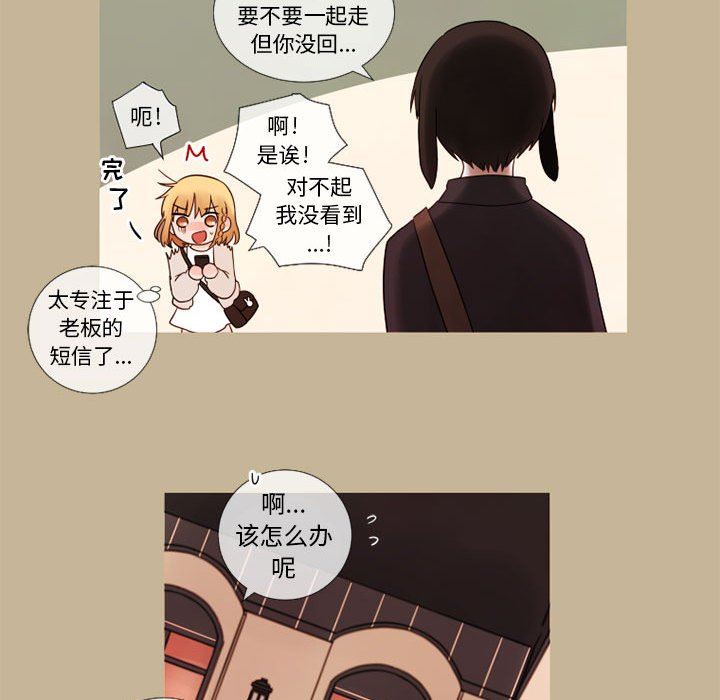 要不要一起走
但你没回...
呃!
啊!
是诶!
对不起
我没看到
...!
完了
太专注于
老板的
短信了...
啊...
该怎么办
呢